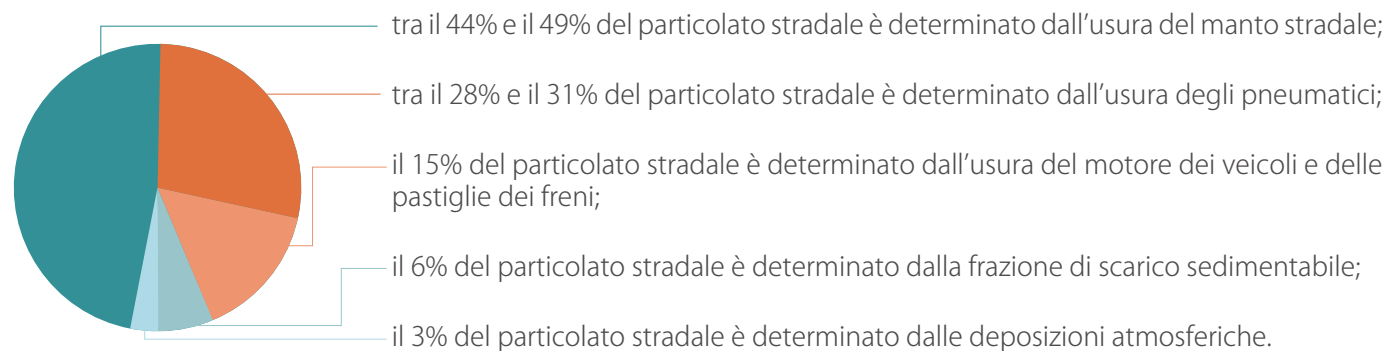 tra il 44% e il 49% del particolato stradale è determinato dall’usura del manto stradale;
tra il 28% e il 31% del particolato stradale è determinato dall’usura degli pneumatici;
il 15% del particolato stradale è determinato dall’usura del motore dei veicoli e delle
pastiglie dei freni;
il 6% del particolato stradale è determinato dalla frazione di scarico sedimentabile;
il 3% del particolato stradale è determinato dalle deposizioni atmosferiche.